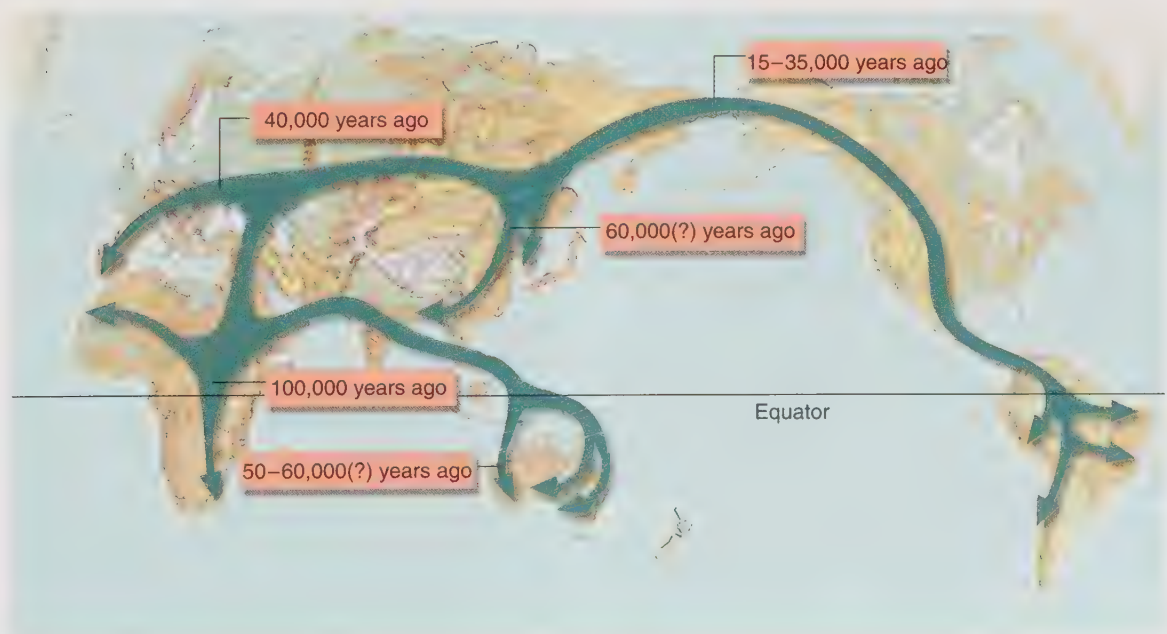 15–35,000 years ago
40,000 years ago
60,000(?) years ago
100,000 years ago
Equator
50–60,000(?) years ago